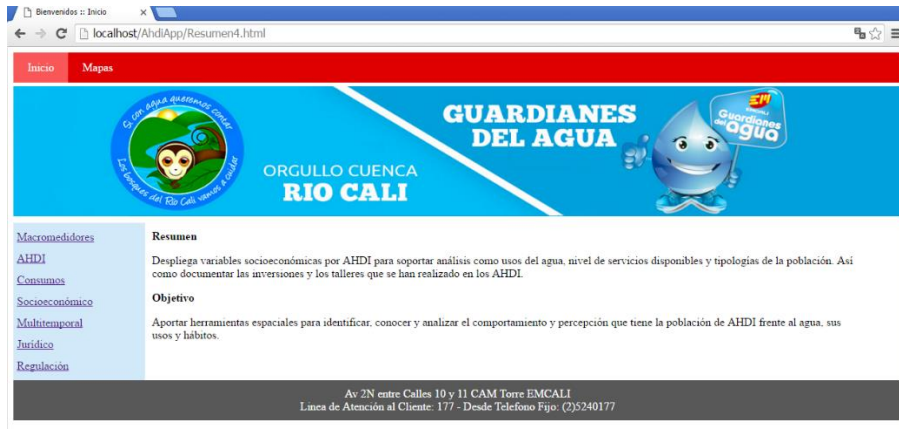 Bienvenidos :: Inicio
localhost/AhdiApp/Resumen4.html
Inicio Mapas
Si con agua queremos contar
Los bosques del Rio Cali vamos a cuidar
ORGULLO CUENCA
RIO CALI
GUARDIANES
DEL AGUA
EMCALI
Guardianes
del agua
Macromedidores
AHDI
Consumos
Socioeconómico
Multitemporal
Jurídico
Regulación
Resumen
Despliega variables socioeconómicas por AHDI para soportar análisis como usos del agua, nivel de servicios disponibles y tipologías de la población. Así
como documentar las inversiones y los talleres que se han realizado en los AHDI.
Objetivo
Aportar herramientas espaciales para identificar, conocer y analizar el comportamiento y percepción que tiene la población de AHDI frente al agua, sus
usos y hábitos.
Av 2N entre Calles 10 y 11 CAM Torre EMCALI
Linea de Atención al Cliente: 177 - Desde Telefono Fijo: (2)5240177